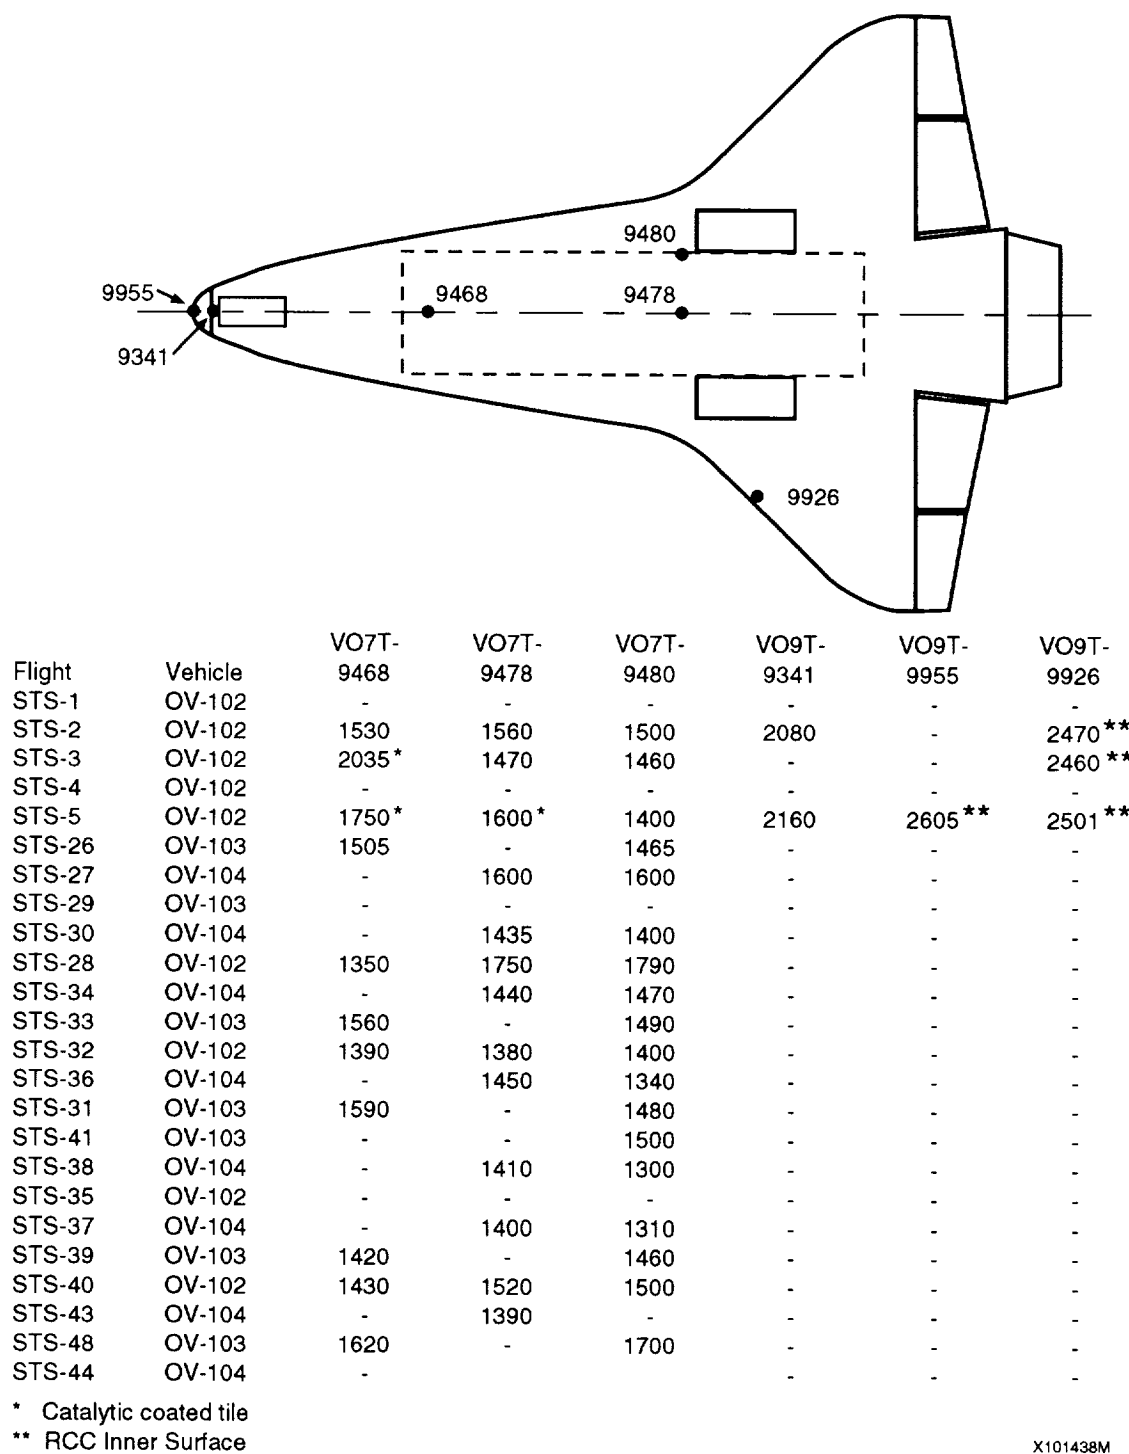 9480
9955
9468
9478
9341
9926
VO7T- VO7T- VO7T- VO9T- VO9T- VO9T-
Flight Vehicle 9468 9478 9480 9341 9955 9926
STS-1 OV-102 - - - - - -
STS-2 OV-102 1530 1560 1500 2080 - 2470**
STS-3 OV-102 2035* 1470 1460 - - 2460**
STS-4 OV-102 - - - - - -
STS-5 OV-102 1750* 1600* 1400 2160 2605** 2501**
STS-26 OV-103 1505 - 1465 - - -
STS-27 OV-104 - 1600 1600 - - -
STS-29 OV-103 - - - - - -
STS-30 OV-104 - 1435 1400 - - -
STS-28 OV-102 1350 1750 1790 - - -
STS-34 OV-104 - 1440 1470 - - -
STS-33 OV-103 1560 - 1490 - - -
STS-32 OV-102 1390 1380 1400 - - -
STS-36 OV-104 - 1450 1340 - - -
STS-31 OV-103 1590 - 1480 - - -
STS-41 OV-103 - - 1500 - - -
STS-38 OV-104 - 1410 1300 - - -
STS-35 OV-102 - - - - - -
STS-37 OV-104 - 1400 1310 - - -
STS-39 OV-103 1420 - 1460 - - -
STS-40 OV-102 1430 1520 1500 - - -
STS-43 OV-104 - 1390 - - - -
STS-48 OV-103 1620 - 1700 - - -
STS-44 OV-104 - - - -
* Catalytic coated tile
** RCC Inner Surface
X101438M